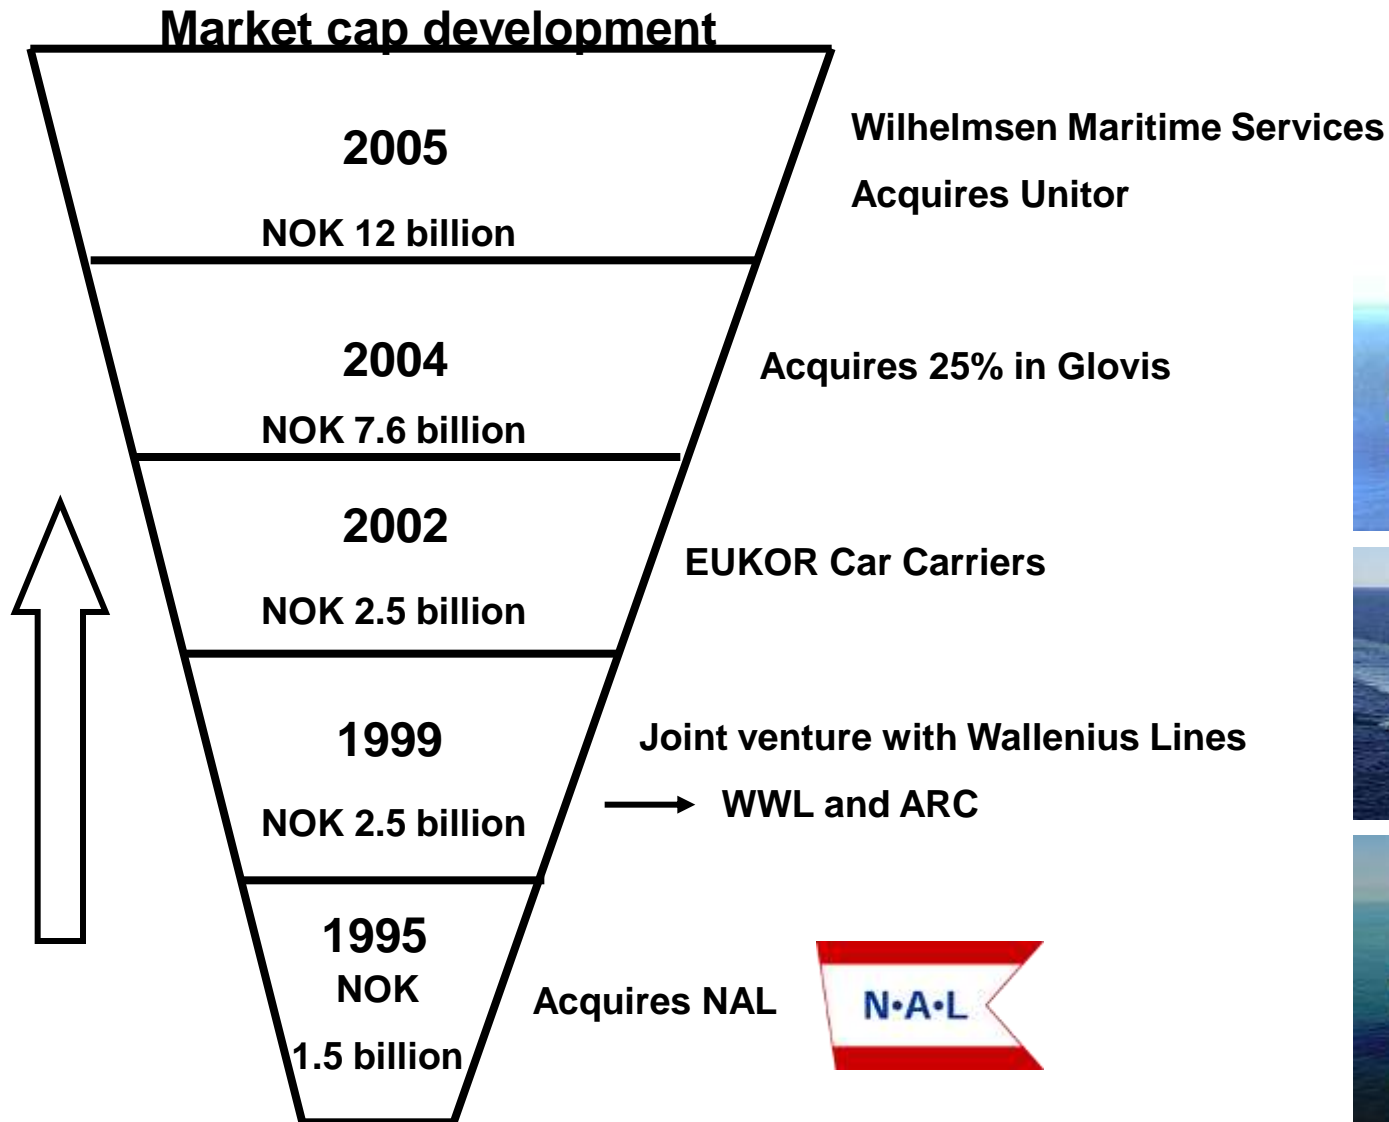 Market cap development
2005
NOK 12 billion
Wilhelmsen Maritime Services
Acquires Unitor
2004
NOK 7.6 billion
Acquires 25% in Glovis
2002
NOK 2.5 billion
EUKOR Car Carriers
1999
NOK 2.5 billion
Joint venture with Wallenius Lines
WWL and ARC
1995
NOK
1.5 billion
Acquires NAL
N•A•L